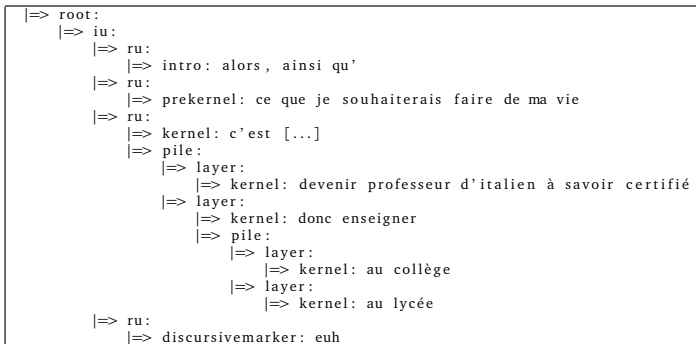 |=> root:
|=> iu:
|=> ru:
|=> intro: alors, ainsi qu'
|=> ru:
|=> prekernel: ce que je souhaiterais faire de ma vie
|=> ru:
|=> kernel: c'est [...]
|=> pile:
|=> layer:
|=> kernel: devenir professeur d'italien à savoir certifié
|=> layer:
|=> kernel: donc enseigner
|=> pile:
|=> layer:
|=> kernel: au collège
|=> layer:
|=> kernel: au lycée
|=> ru:
|=> discursivemarker: euh